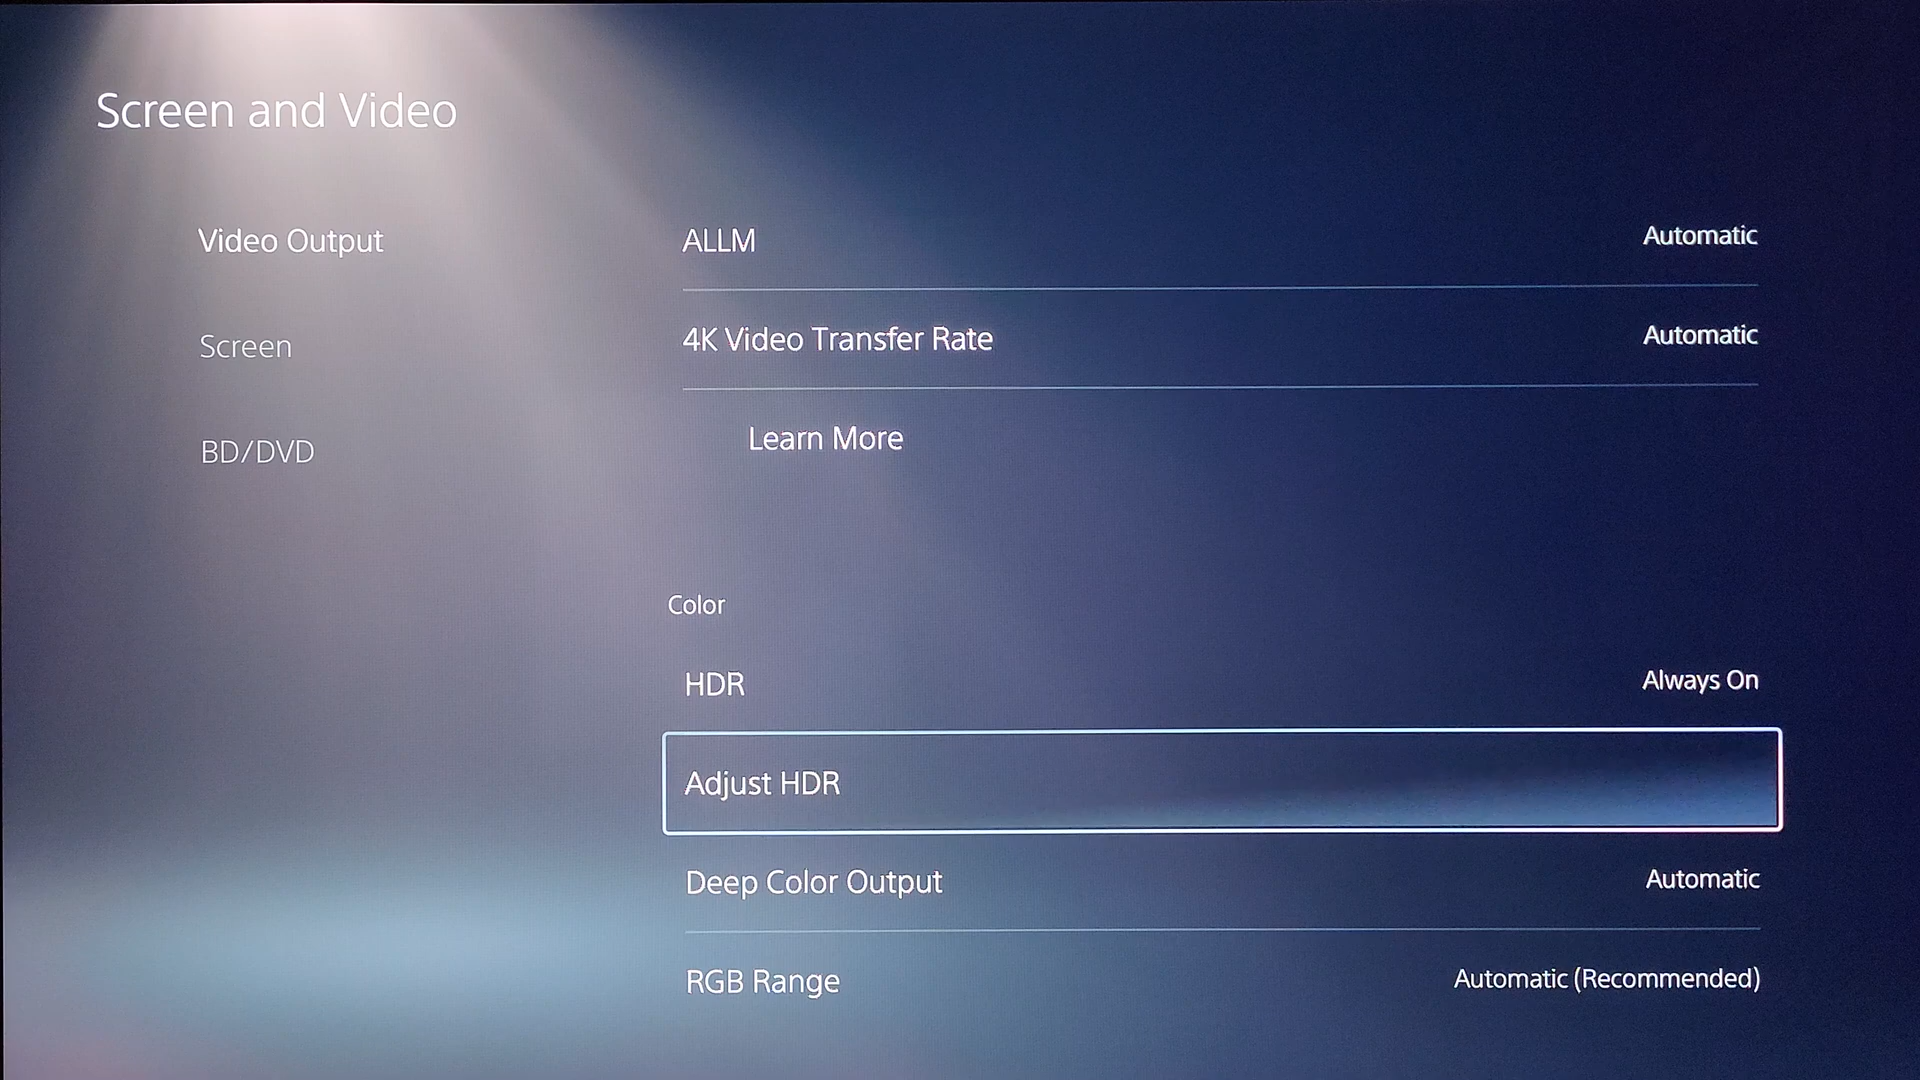 Screen and Video
Video Output
Screen
BD/DVD
ALLM Automatic
4K Video Transfer Rate Automatic
Learn More
Color
HDR Always On
Adjust HDR
Deep Color Output Automatic
RGB Range Automatic (Recommended)